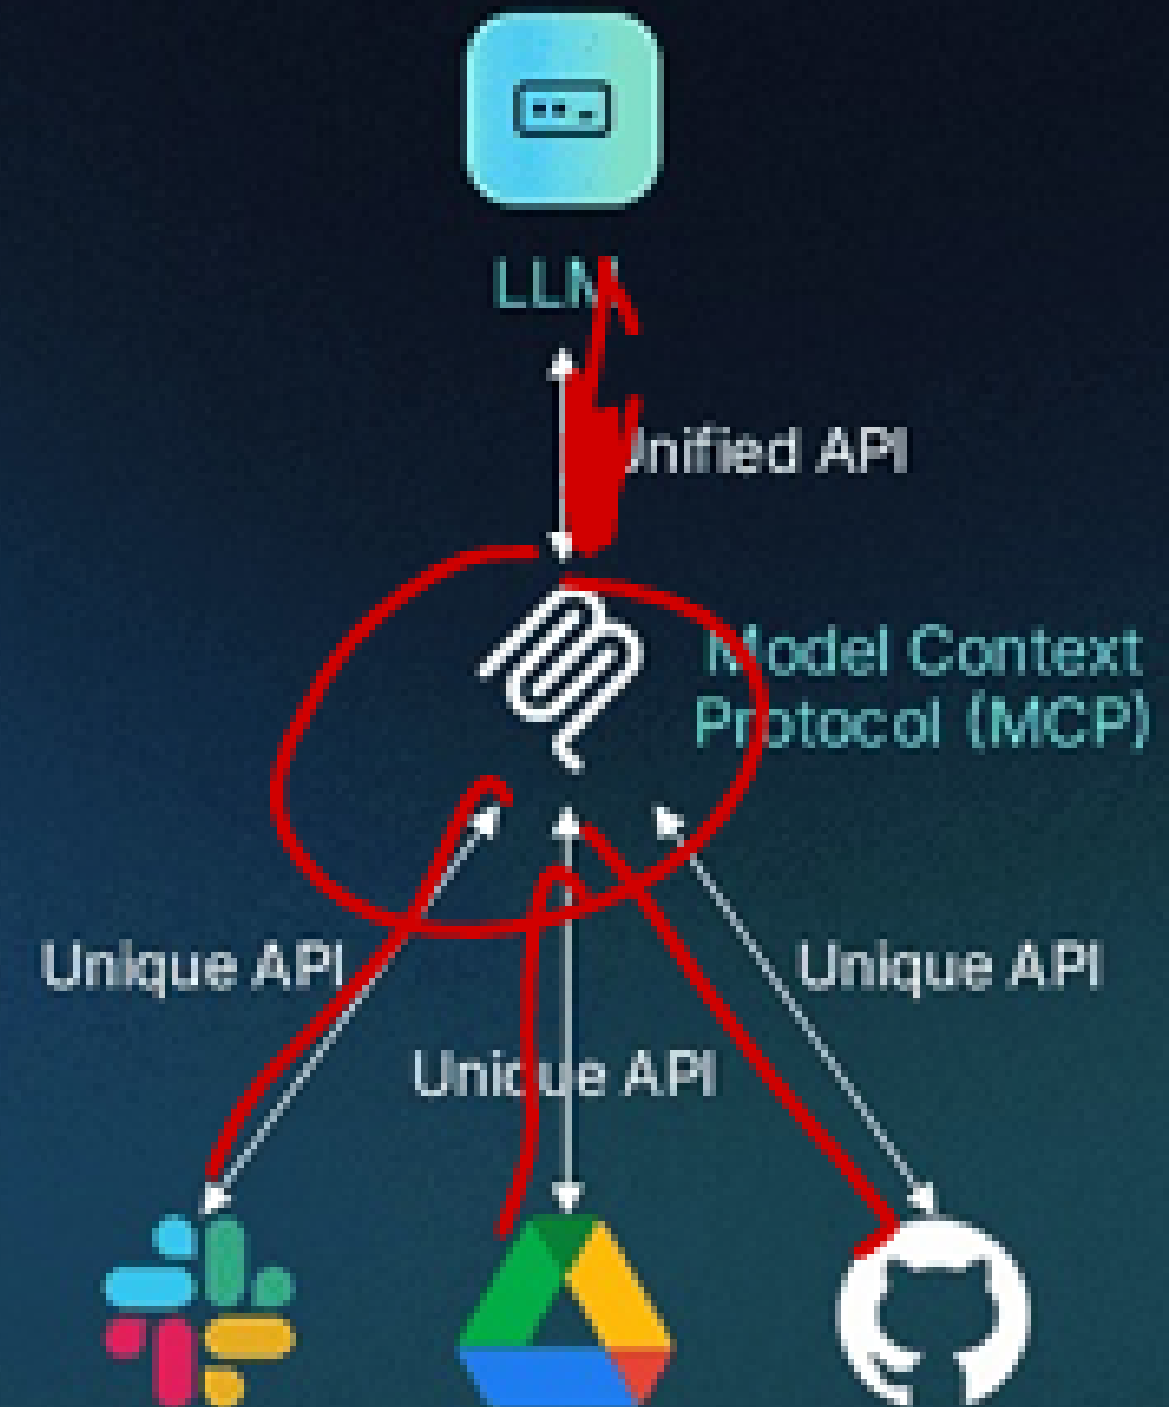 LLM
Unified API
Model Context
Protocol (MCP)
Unique API
Unique API
Unique API